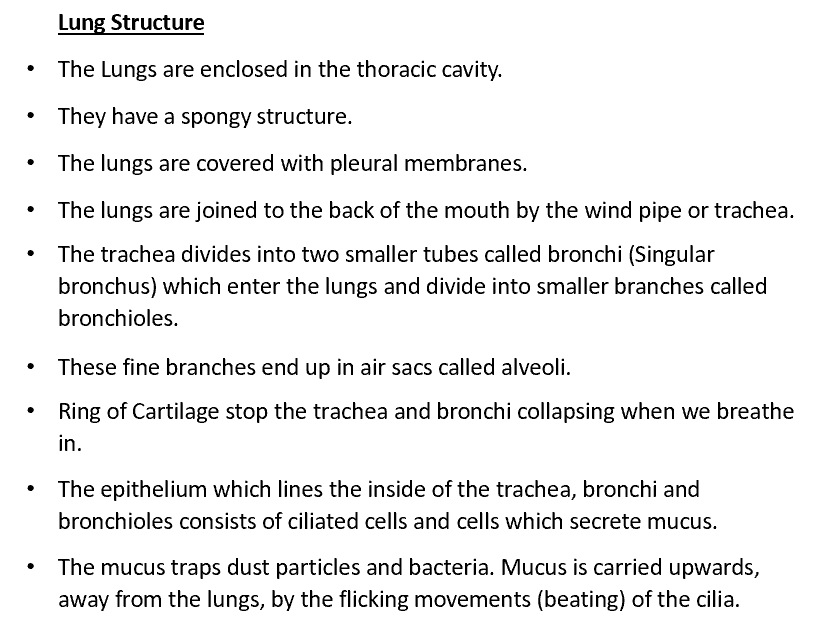 Lung Structure
• The Lungs are enclosed in the thoracic cavity.
• They have a spongy structure.
• The lungs are covered with pleural membranes.
• The lungs are joined to the back of the mouth by the wind pipe or trachea.
• The trachea divides into two smaller tubes called bronchi (Singular
bronchus) which enter the lungs and divide into smaller branches called
bronchioles.
• These fine branches end up in air sacs called alveoli.
• Ring of Cartilage stop the trachea and bronchi collapsing when we breathe
in.
• The epithelium which lines the inside of the trachea, bronchi and
bronchioles consists of ciliated cells and cells which secrete mucus.
• The mucus traps dust particles and bacteria. Mucus is carried upwards,
away from the lungs, by the flicking movements (beating) of the cilia.